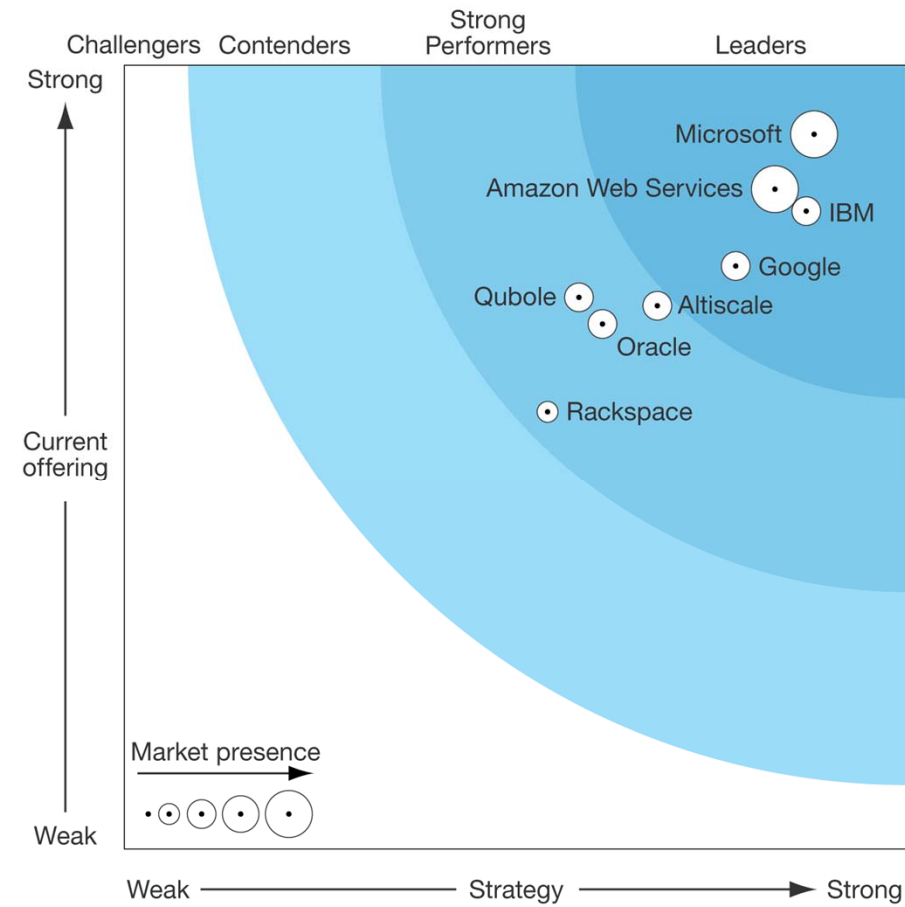 Strong
Challengers Contenders Performers Leaders
Strong
Microsoft
Amazon Web Services
IBM
Google
Qubole
Altiscale
Oracle
Rackspace
Current
offering
Market presence
Weak
Weak Strategy Strong